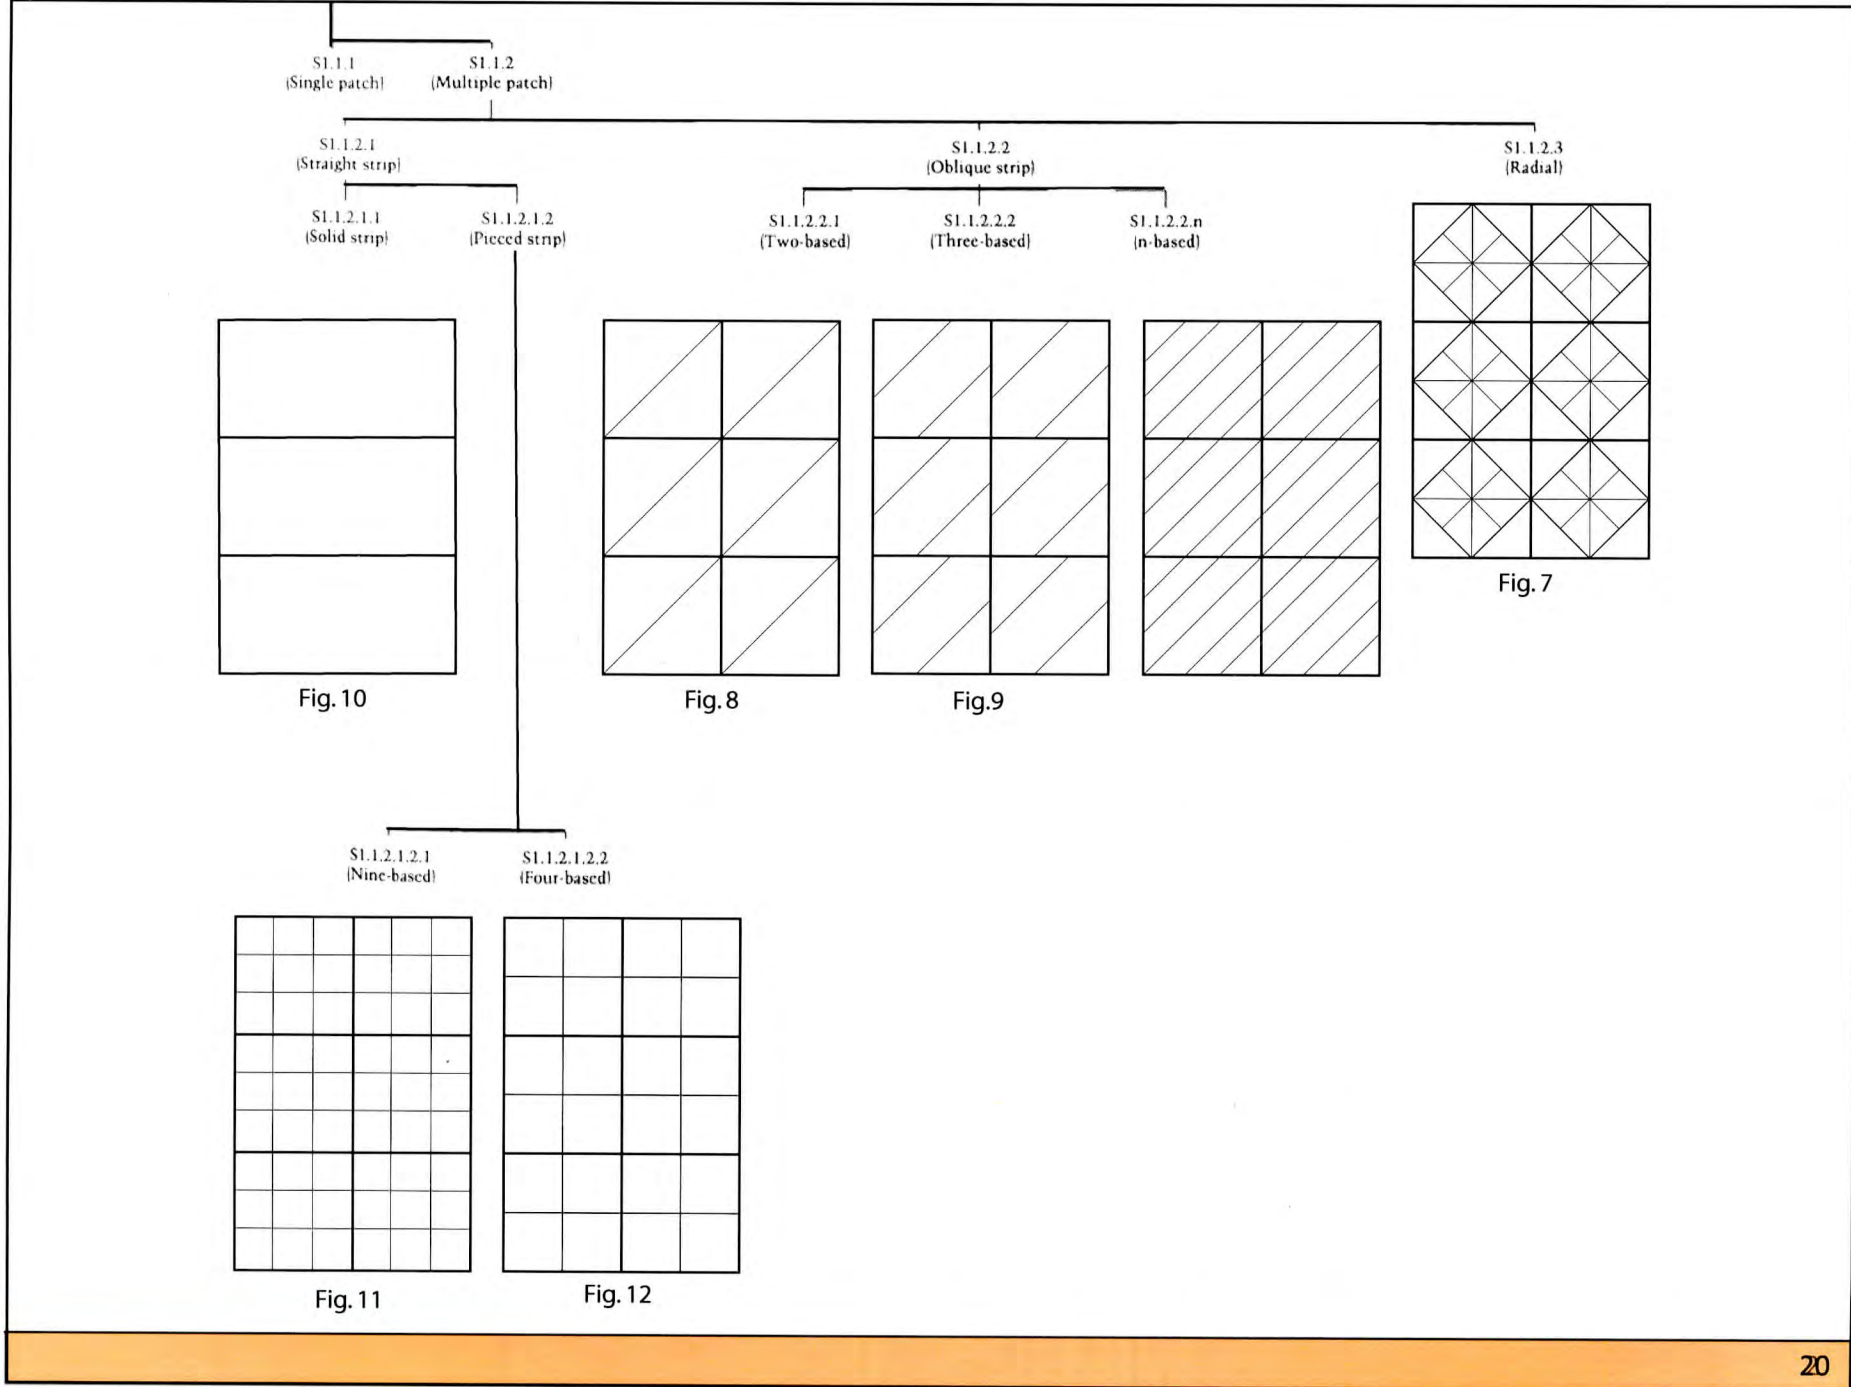 S1.1.1
(Single patch)
S1.1.2
(Multiple patch)
S1.1.2.1
(Straight strip)
S1.1.2.2
(Oblique strip)
S1.1.2.3
(Radial)
S1.1.2.1.1
(Solid strip)
S1.1.2.1.2
(Pieced strip)
S1.1.2.2.1
(Two-based)
S1.1.2.2.2
(Three-based)
S1.1.2.2.n
(n-based)
Fig. 7
Fig. 10
Fig. 8
Fig.9
S1.1.2.1.2.1
(Nine-based)
S1.1.2.1.2.2
(Four-based)
Fig. 11
Fig. 12
20